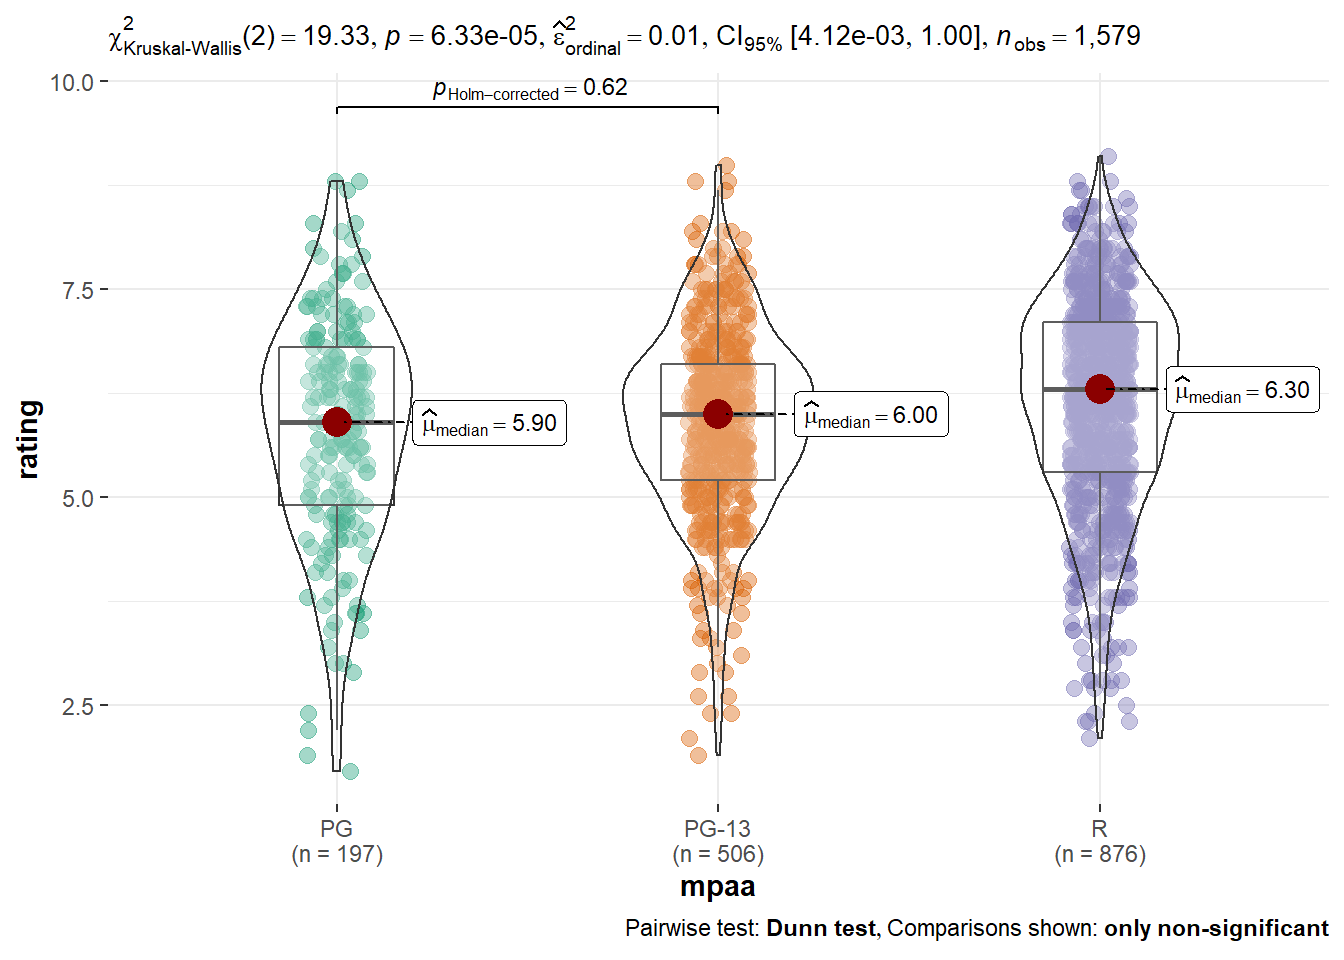 χ²Kruskal-Wallis(2) = 19.33, p = 6.33e-05, ε̂²ordinal = 0.01, CI95% [4.12e-03, 1.00], nobs = 1,579
pHolm−corrected = 0.62
10.0
7.5
5.0
2.5
rating
μ̂median = 5.90
μ̂median = 6.00
μ̂median = 6.30
PG
(n = 197)
PG-13
(n = 506)
R
(n = 876)
mpaa
Pairwise test: Dunn test, Comparisons shown: only non-significant